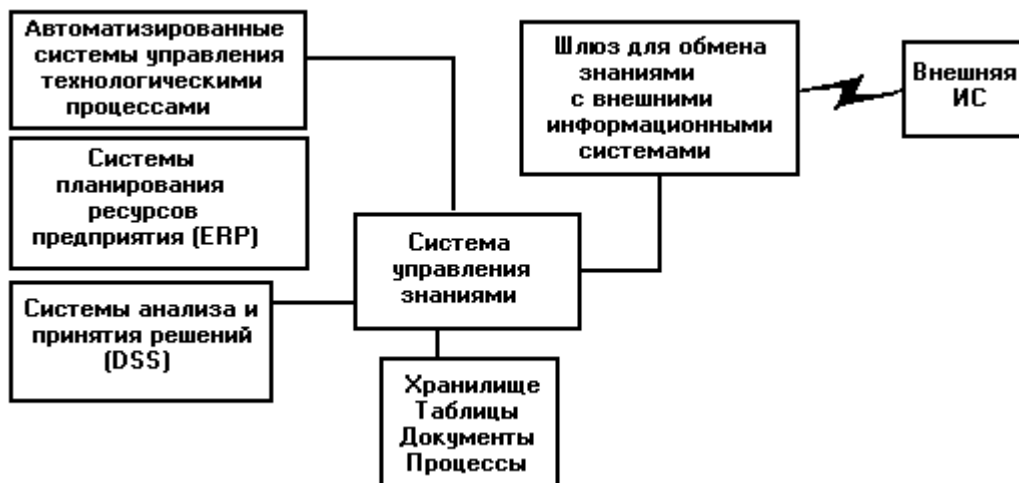 Автоматизированные
системы управления
технологическими
процессами
Системы
планирования
ресурсов
предприятия (ERP)
Системы анализа и
принятия решений
(DSS)
Система
управления
знаниями
Хранилище
Таблицы
Документы
Процессы
Шлюз для обмена
знаниями
с внешними
информационными
системами
Внешняя
ИС